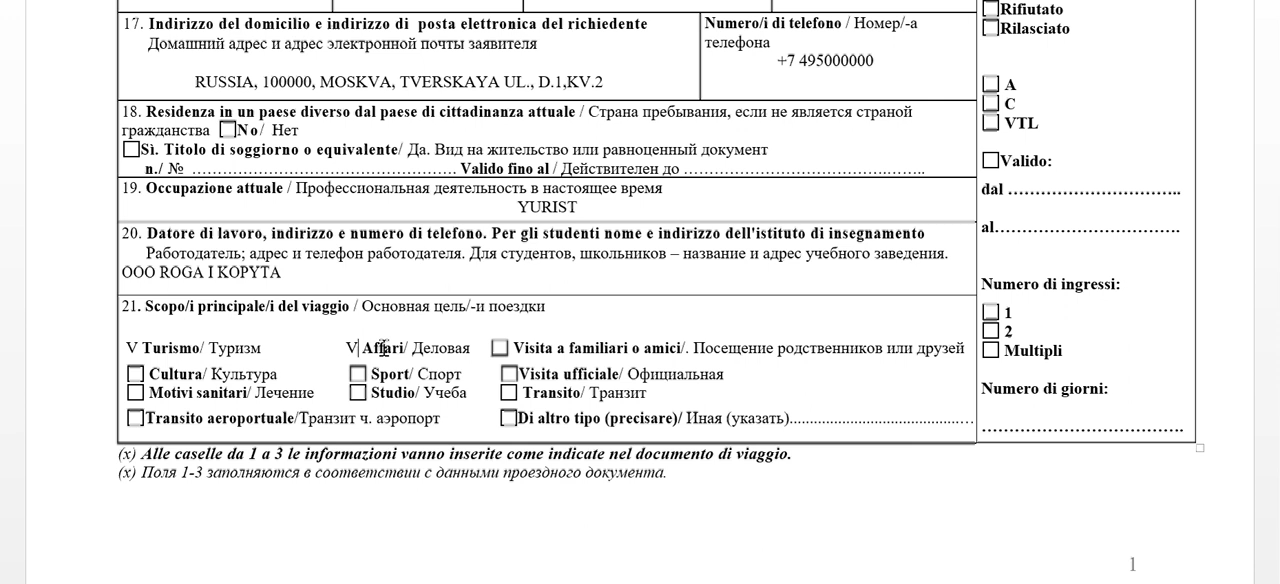 17. Indirizzo del domicilio e indirizzo di posta elettronica del richiedente
Домашний адрес и адрес электронной почты заявителя
RUSSIA, 100000, MOSKVA, TVERSKAYA UL., D.1,KV.2
Numero/i di telefono / Номер/-а
телефона
+7 495000000
18. Residenza in un paese diverso dal paese di cittadinanza attuale / Страна пребывания, если не является страной
гражданства No/ Нет
Sì. Titolo di soggiorno o equivalente/ Да. Вид на жительство или равноценный документ
n./ № …………………………………………. Valido fino al / Действителен до ……………………………………..
19. Occupazione attuale / Профессиональная деятельность в настоящее время
YURIST
20. Datore di lavoro, indirizzo e numero di telefono. Per gli studenti nome e indirizzo dell'istituto di insegnamento
Работодатель; адрес и телефон работодателя. Для студентов, школьников – название и адрес учебного заведения.
OOO ROGA I KOPYTA
21. Scopo/i principale/i del viaggio / Основная цель/-и поездки
V Turismo/ Туризм V Affari/ Деловая Visita a familiari o amici/. Посещение родственников или друзей
Cultura/ Культура Sport/ Спорт Visita ufficiale/ Официальная
Motivi sanitari/ Лечение Studio/ Учеба Transito/ Транзит
Transito aeroportuale/Транзит ч. аэропорт Di altro tipo (precisare)/ Иная (указать).............................................…
Rifiutato
Rilasciato
A
C
VTL
Valido:
dal …………………………..
al………………………….
Numero di ingressi:
1
2
Multipli
Numero di giorni:
…………………………….
(x) Alle caselle da 1 a 3 le informazioni vanno inserite come indicate nel documento di viaggio.
(x) Поля 1-3 заполняются в соответствии с данными проездного документа.
1